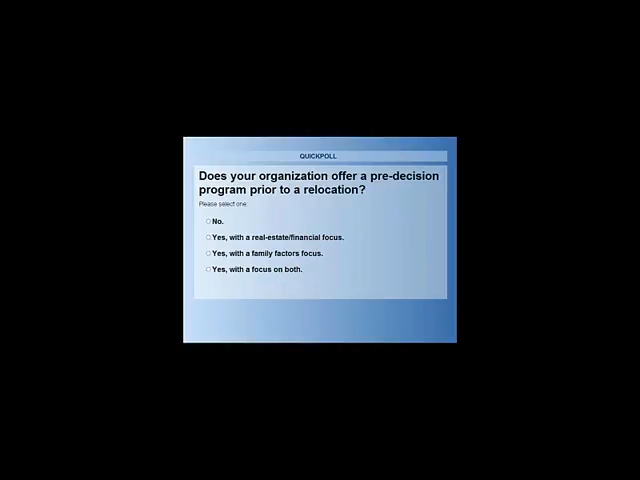 QUICKPOLL
Does your organization offer a pre-decision
program prior to a relocation?
Please select one:
No.
Yes, with a real-estate/financial focus.
Yes, with a family factors focus.
Yes, with a focus on both.